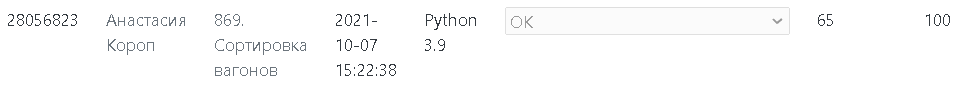 28056823 Анастасия 869. 2021- Python OK 65 100
Короп Сортировка 10-07 3.9
вагонов 15:22:38